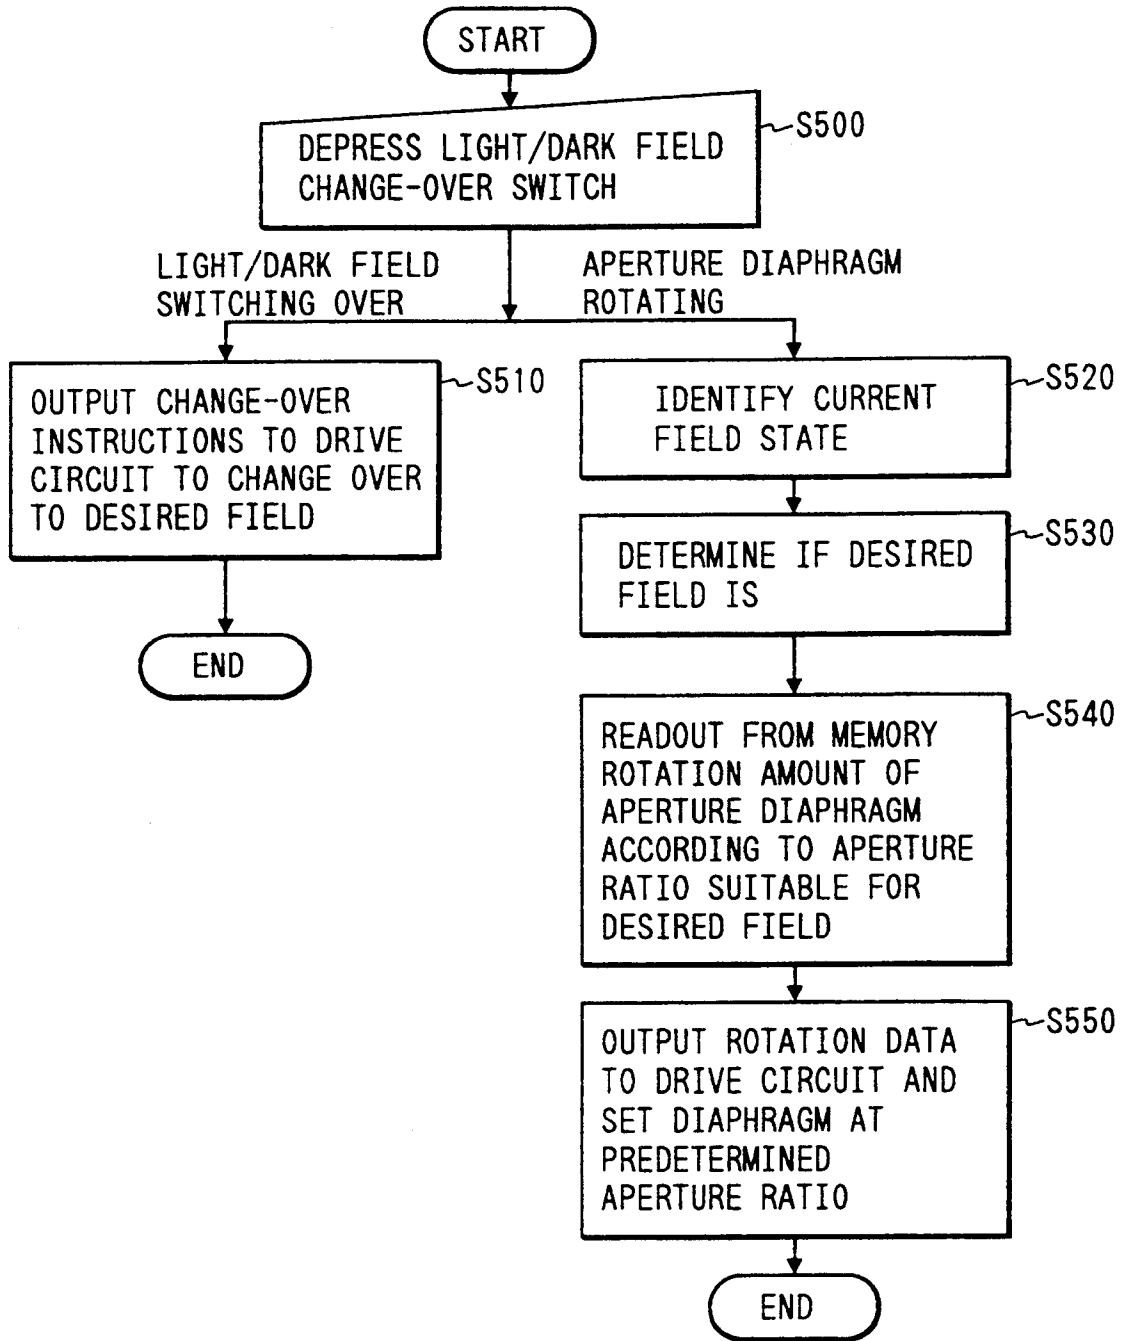 START
DEPRESS LIGHT/DARK FIELD
CHANGE-OVER SWITCH
S500
LIGHT/DARK FIELD
SWITCHING OVER
APERTURE DIAPHRAGM
ROTATING
OUTPUT CHANGE-OVER
INSTRUCTIONS TO DRIVE
CIRCUIT TO CHANGE OVER
TO DESIRED FIELD
S510
END
IDENTIFY CURRENT
FIELD STATE
S520
DETERMINE IF DESIRED
FIELD IS
S530
READOUT FROM MEMORY
ROTATION AMOUNT OF
APERTURE DIAPHRAGM
ACCORDING TO APERTURE
RATIO SUITABLE FOR
DESIRED FIELD
S540
OUTPUT ROTATION DATA
TO DRIVE CIRCUIT AND
SET DIAPHRAGM AT
PREDETERMINED
APERTURE RATIO
S550
END